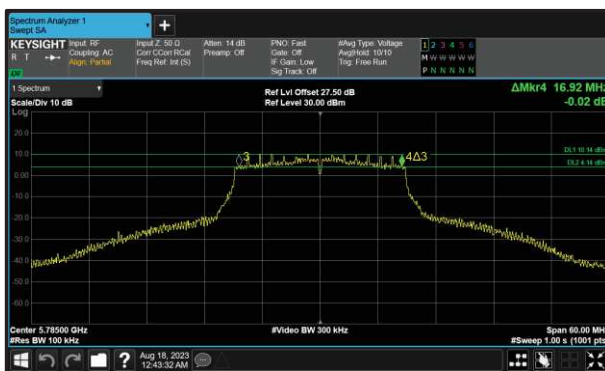 Spectrum Analyzer 1
Swept SA
KEYSIGHT
R T
Input: RF
Coupling: AC
Align: Partial
Input Z: 50 Ω
Corr CCorr RCal
Freq Ref: Int (S)
Atten: 14 dB
Preamp: Off
PNO: Fast
Gate: Off
IF Gain: Low
Sig Track: Off
#Avg Type: Voltage
Avg|Hold: 10/10
Trig: Free Run
1 2 3 4 5 6
M W W W W W
P N N N N N
1 Spectrum
Scale/Div 10 dB
Log
Ref Lvl Offset 27.50 dB
Ref Level 30.00 dBm
ΔMkr4 16.92 MHz
-0.02 dB
20.0
10.0
0.00
-10.0
-20.0
-30.0
-40.0
-50.0
-60.0
3
4Δ3
DL1 10.14 dBm
DL2 4.14 dBm
Center 5.78500 GHz
#Res BW 100 kHz
#Video BW 300 kHz
Span 60.00 MHz
#Sweep 1.00 s (1001 pts)
?
Aug 18, 2023
12:43:32 AM